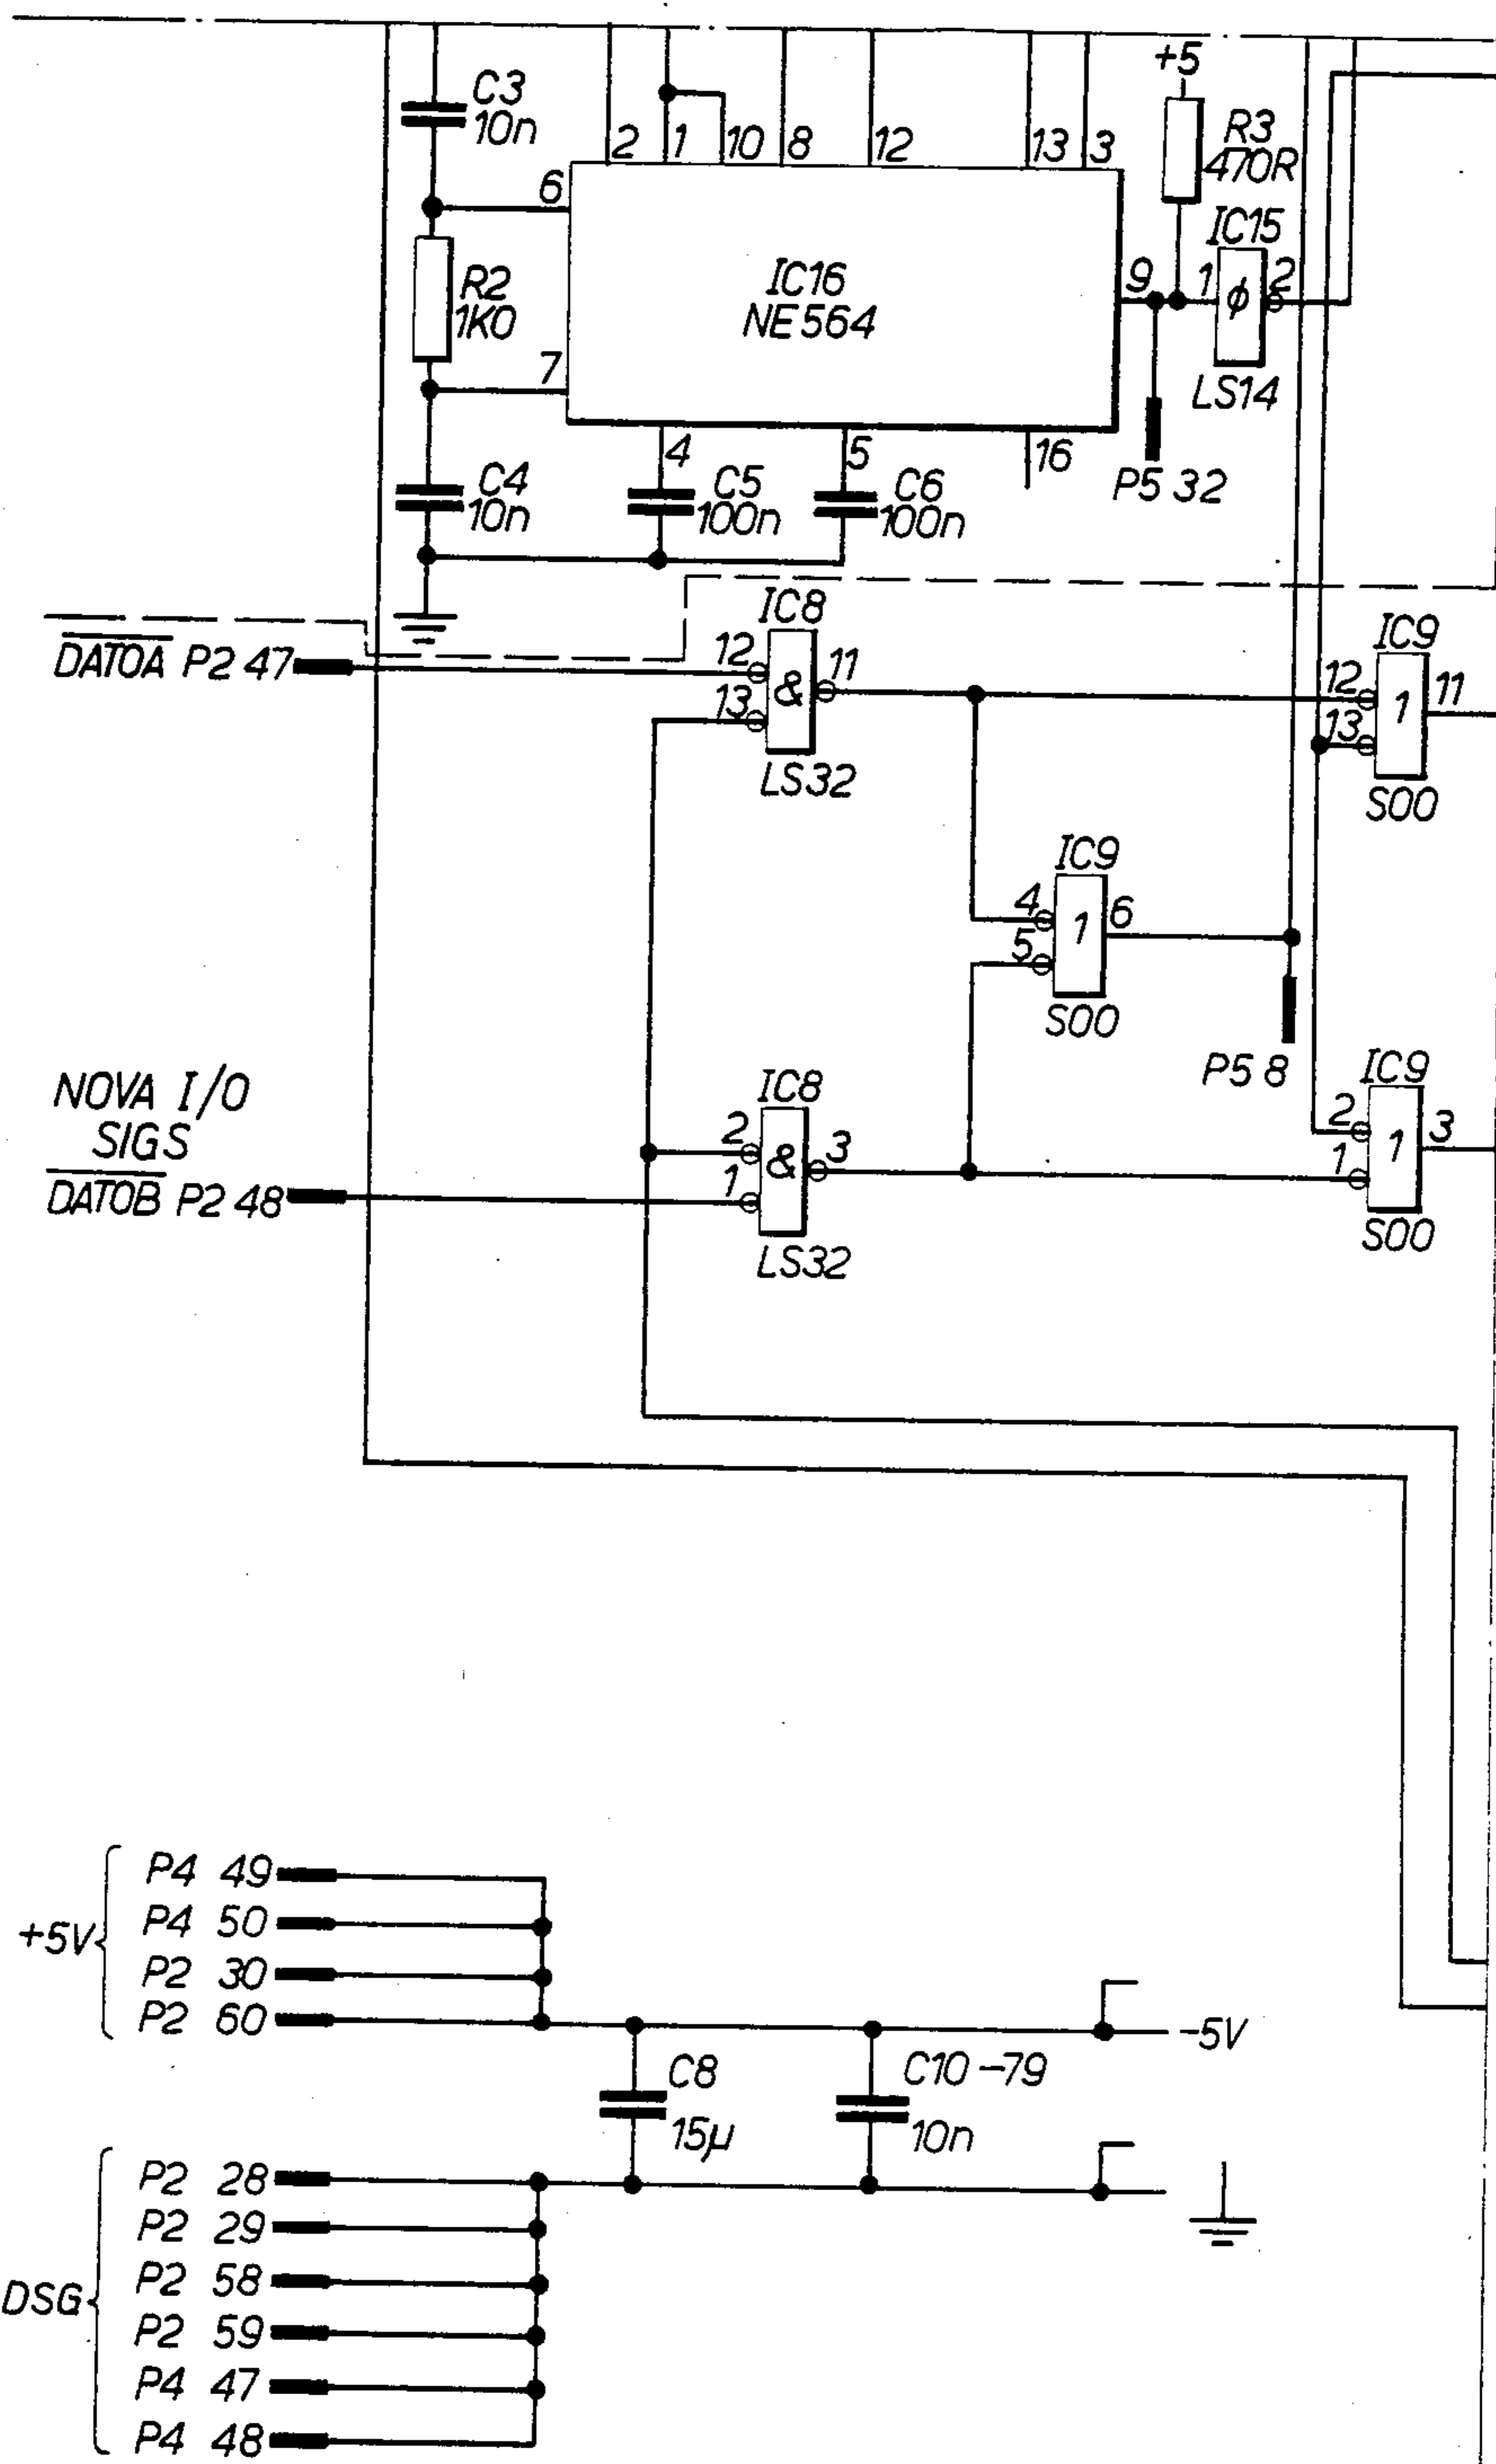 C3
10n
2 1 10 8 12 13 3
+5
R3
470R
6
R2
1K0
7
IC16
NE564
9
IC15
1 ϕ 2
LS14
4
5
16
C4
10n
C5
100n
C6
100n
P5 32
DATOA P2 47
IC8
12
13
&
11
LS32
IC9
12
13
1
11
S00
IC9
4
5
1
6
S00
P5 8
NOVA I/O
SIGS
DATOB P2 48
IC8
2
1
&
3
LS32
IC9
2
1
1
3
S00
+5V
P4 49
P4 50
P2 30
P2 60
-5V
C8
15µ
C10-79
10n
DSG
P2 28
P2 29
P2 58
P2 59
P4 47
P4 48